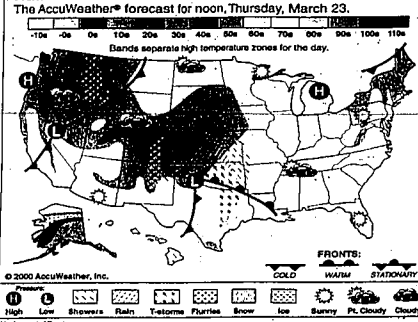 The AccuWeather® forecast for noon, Thursday, March 23.
-10s -0s 0s 10s 20s 30s 40s 50s 60s 70s 80s 90s 100s 110s
Bands separate high temperature zones for the day.
H
H
L
L
FRONTS:
COLD WARM STATIONARY
© 2000 AccuWeather, Inc.
Pressure:
H L
High Low Showers Rain T-storms Flurries Snow Ice Sunny Pt. Cloudy Cloudy